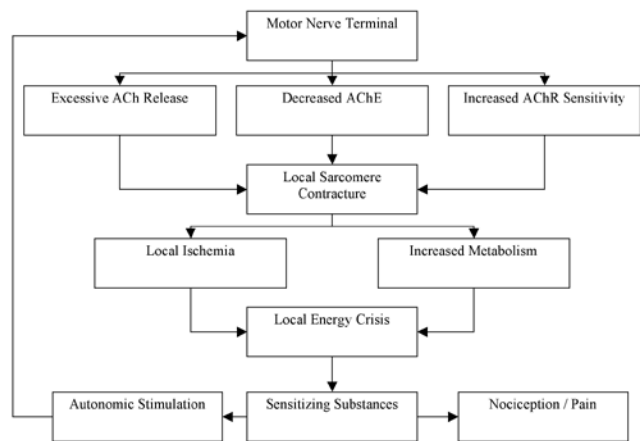 Motor Nerve Terminal
Excessive ACh Release
Decreased AChE
Increased AChR Sensitivity
Local Sarcomere
Contracture
Local Ischemia
Increased Metabolism
Local Energy Crisis
Autonomic Stimulation
Sensitizing Substances
Nociception / Pain